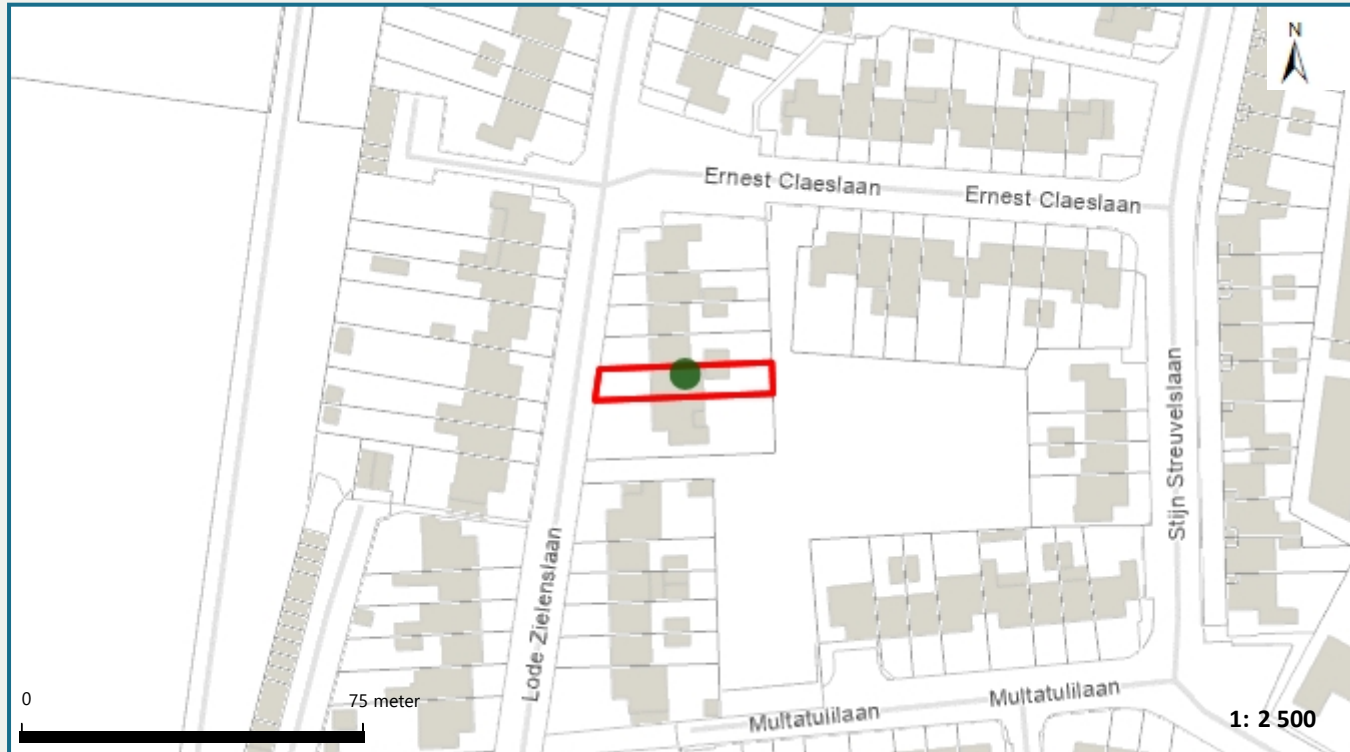 N
Ernest Claeslaan
Ernest Claeslaan
Lode Zielenslaan
Stijn Streuvelslaan
Multatulilaan
Multatulilaan
0
75 meter
1: 2 500